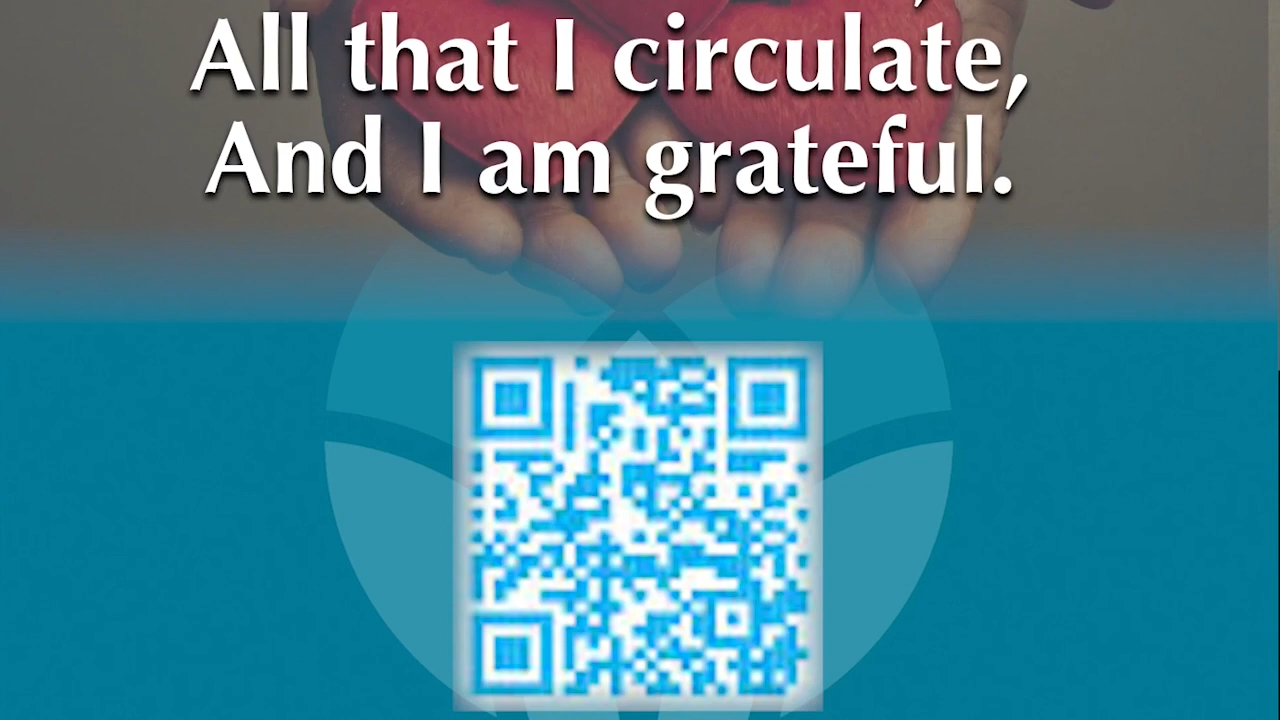 All that I circulate,
And I am grateful.